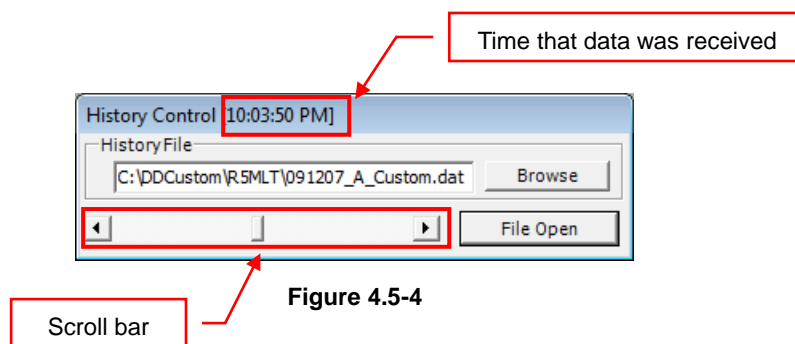 Time that data was received
History Control [10:03:50 PM]
History File
C:\DDCustom\R5MLT\091207_A_Custom.dat
Browse
File Open
Figure 4.5-4
Scroll bar